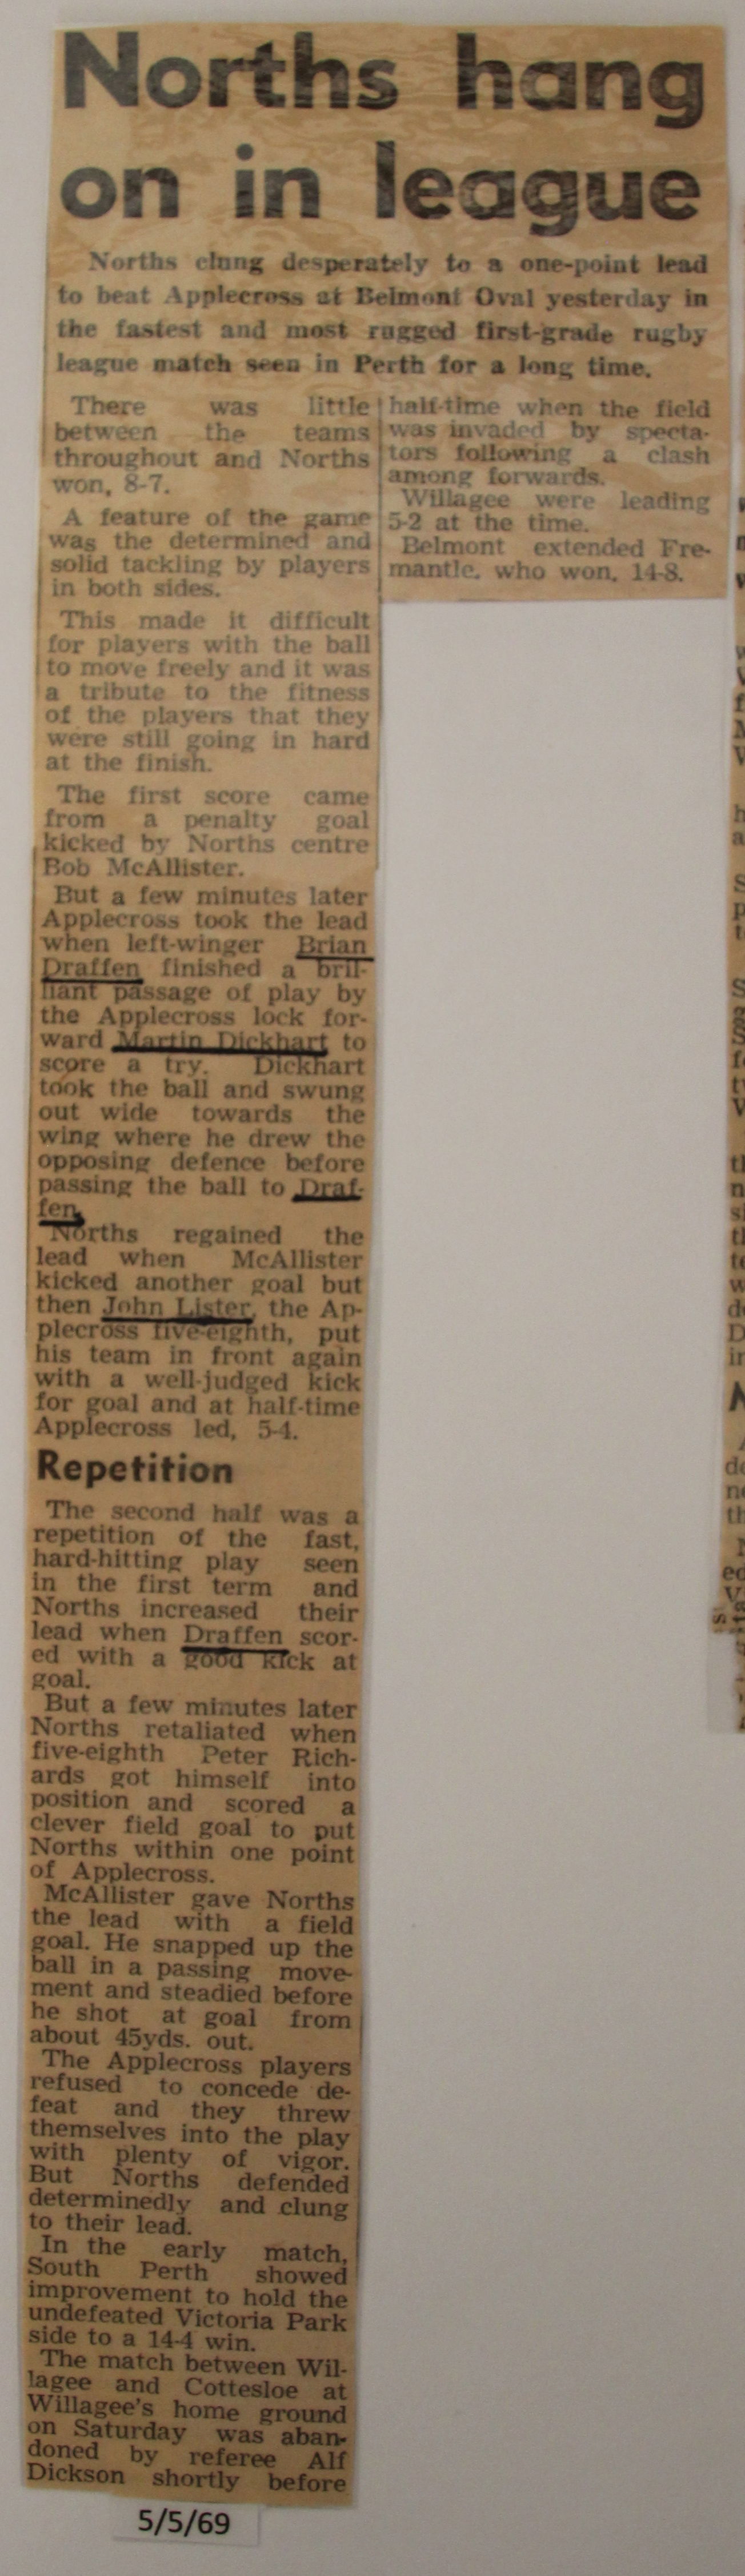 Norths hang
on in league
Norths clung desperately to a one-point lead
to beat Applecross at Belmont Oval yesterday in
the fastest and most rugged first-grade rugby
league match seen in Perth for a long time.
There was little
between the teams
throughout and Norths
won, 8-7.
A feature of the game
was the determined and
solid tackling by players
in both sides.
This made it difficult
for players with the ball
to move freely and it was
a tribute to the fitness
of the players that they
were still going in hard
at the finish.
The first score came
from a penalty goal
kicked by Norths centre
Bob McAllister.
But a few minutes later
Applecross took the lead
when left-winger Brian
Draffen finished a bril-
liant passage of play by
the Applecross lock for-
ward Martin Dickhart to
score a try. Dickhart
took the ball and swung
out wide towards the
wing where he drew the
opposing defence before
passing the ball to Draf-
fen.
Norths regained the
lead when McAllister
kicked another goal but
then John Lister, the Ap-
plecross five-eighth, put
his team in front again
with a well-judged kick
for goal and at half-time
Applecross led, 5-4.
Repetition
The second half was a
repetition of the fast,
hard-hitting play seen
in the first term and
Norths increased their
lead when Draffen scor-
ed with a good kick at
goal.
But a few minutes later
Norths retaliated when
five-eighth Peter Rich-
ards got himself into
position and scored a
clever field goal to put
Norths within one point
of Applecross.
McAllister gave Norths
the lead with a field
goal. He snapped up the
ball in a passing move-
ment and steadied before
he shot at goal from
about 45yds. out.
The Applecross players
refused to concede de-
feat and they threw
themselves into the play
with plenty of vigor.
But Norths defended
determinedly and clung
to their lead.
In the early match,
South Perth showed
improvement to hold the
undefeated Victoria Park
side to a 14-4 win.
The match between Wil-
lagee and Cottesloe at
Willagee's home ground
on Saturday was aban-
doned by referee Alf
Dickson shortly before
half-time when the field
was invaded by specta-
tors following a clash
among forwards.
Willagee were leading
5-2 at the time.
Belmont extended Fre-
mantle. who won. 14-8.
5/5/69